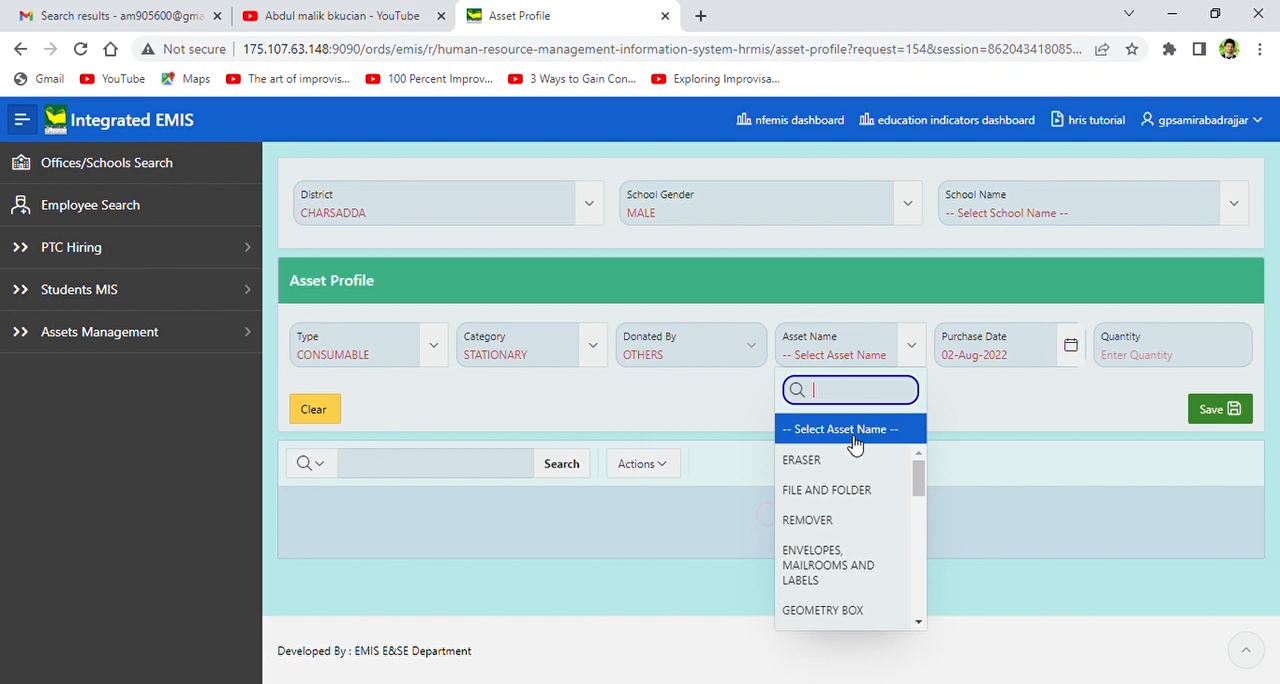 Search results - am905600@gma
Abdul malik bkucian - YouTube
Asset Profile
Not secure
175.107.63.148:9090/ords/emis/r/human-resource-management-information-system-hrmis/asset-profile?request=154&session=862043418085...
Gmail
YouTube
Maps
The art of improvis...
100 Percent Improv...
3 Ways to Gain Con...
Exploring Improvisa...
Integrated EMIS
nfemis dashboard
education indicators dashboard
hris tutorial
gpsamirabadrajjar
Offices/Schools Search
Employee Search
PTC Hiring
Students MIS
Assets Management
District
CHARSADDA
School Gender
MALE
School Name
-- Select School Name --
Asset Profile
Type
CONSUMABLE
Category
STATIONARY
Donated By
OTHERS
Asset Name
-- Select Asset Name
Purchase Date
02-Aug-2022
Quantity
Enter Quantity
Clear
Save
Search
Actions
-- Select Asset Name --
ERASER
FILE AND FOLDER
REMOVER
ENVELOPES,
MAILROOMS AND
LABELS
GEOMETRY BOX
Developed By : EMIS E&SE Department